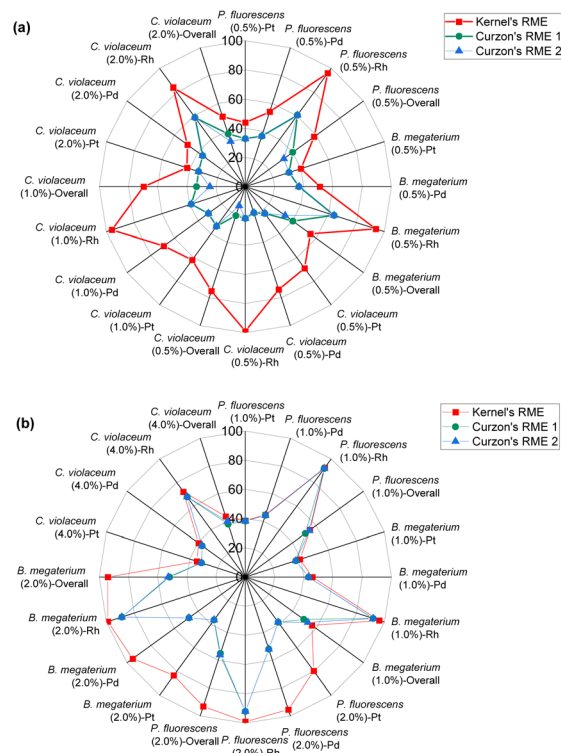 (a)
Kernel's RME
Curzon's RME 1
Curzon's RME 2
P. fluorescens
(0.5%)-Pt
P. fluorescens
(0.5%)-Pd
P. fluorescens
(0.5%)-Rh
P. fluorescens
(0.5%)-Overall
B. megaterium
(0.5%)-Pt
B. megaterium
(0.5%)-Pd
B. megaterium
(0.5%)-Rh
B. megaterium
(0.5%)-Overall
C. violaceum
(0.5%)-Pt
C. violaceum
(0.5%)-Pd
C. violaceum
(0.5%)-Rh
C. violaceum
(0.5%)-Overall
C. violaceum
(1.0%)-Pt
C. violaceum
(1.0%)-Pd
C. violaceum
(1.0%)-Rh
C. violaceum
(1.0%)-Overall
C. violaceum
(2.0%)-Pt
C. violaceum
(2.0%)-Pd
C. violaceum
(2.0%)-Rh
C. violaceum
(2.0%)-Overall
100
80
60
40
20
0
(b)
Kernel's RME
Curzon's RME 1
Curzon's RME 2
P. fluorescens
(1.0%)-Pt
P. fluorescens
(1.0%)-Pd
P. fluorescens
(1.0%)-Rh
P. fluorescens
(1.0%)-Overall
B. megaterium
(1.0%)-Pt
B. megaterium
(1.0%)-Pd
B. megaterium
(1.0%)-Rh
B. megaterium
(1.0%)-Overall
P. fluorescens
(2.0%)-Pt
P. fluorescens
(2.0%)-Pd
P. fluorescens
(2.0%)-Rh
P. fluorescens
(2.0%)-Overall
B. megaterium
(2.0%)-Pt
B. megaterium
(2.0%)-Pd
B. megaterium
(2.0%)-Rh
B. megaterium
(2.0%)-Overall
C. violaceum
(4.0%)-Pt
C. violaceum
(4.0%)-Pd
C. violaceum
(4.0%)-Rh
C. violaceum
(4.0%)-Overall
100
80
60
40
20
0